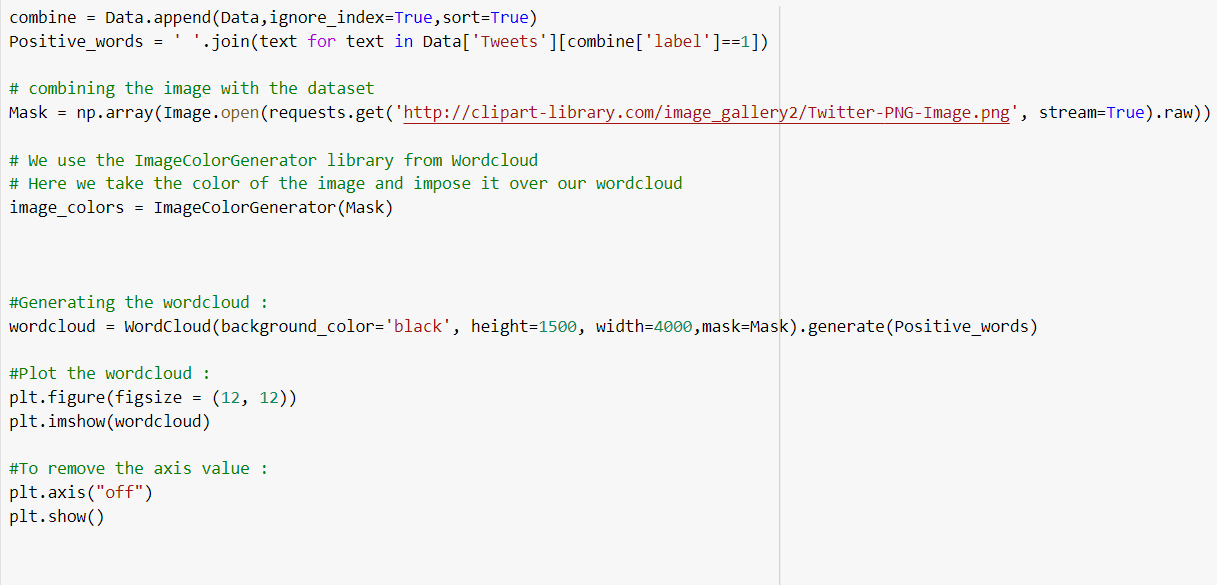 combine = Data.append(Data,ignore_index=True,sort=True)
Positive_words = ' '.join(text for text in Data['Tweets'][combine['label']==1])
# combining the image with the dataset
Mask = np.array(Image.open(requests.get('http://clipart-library.com/image_gallery2/Twitter-PNG-Image.png', stream=True).raw))
# We use the ImageColorGenerator library from Wordcloud
# Here we take the color of the image and impose it over our wordcloud
image_colors = ImageColorGenerator(Mask)
#Generating the wordcloud :
wordcloud = WordCloud(background_color='black', height=1500, width=4000,mask=Mask).generate(Positive_words)
#Plot the wordcloud :
plt.figure(figsize = (12, 12))
plt.imshow(wordcloud)
#To remove the axis value :
plt.axis("off")
plt.show()